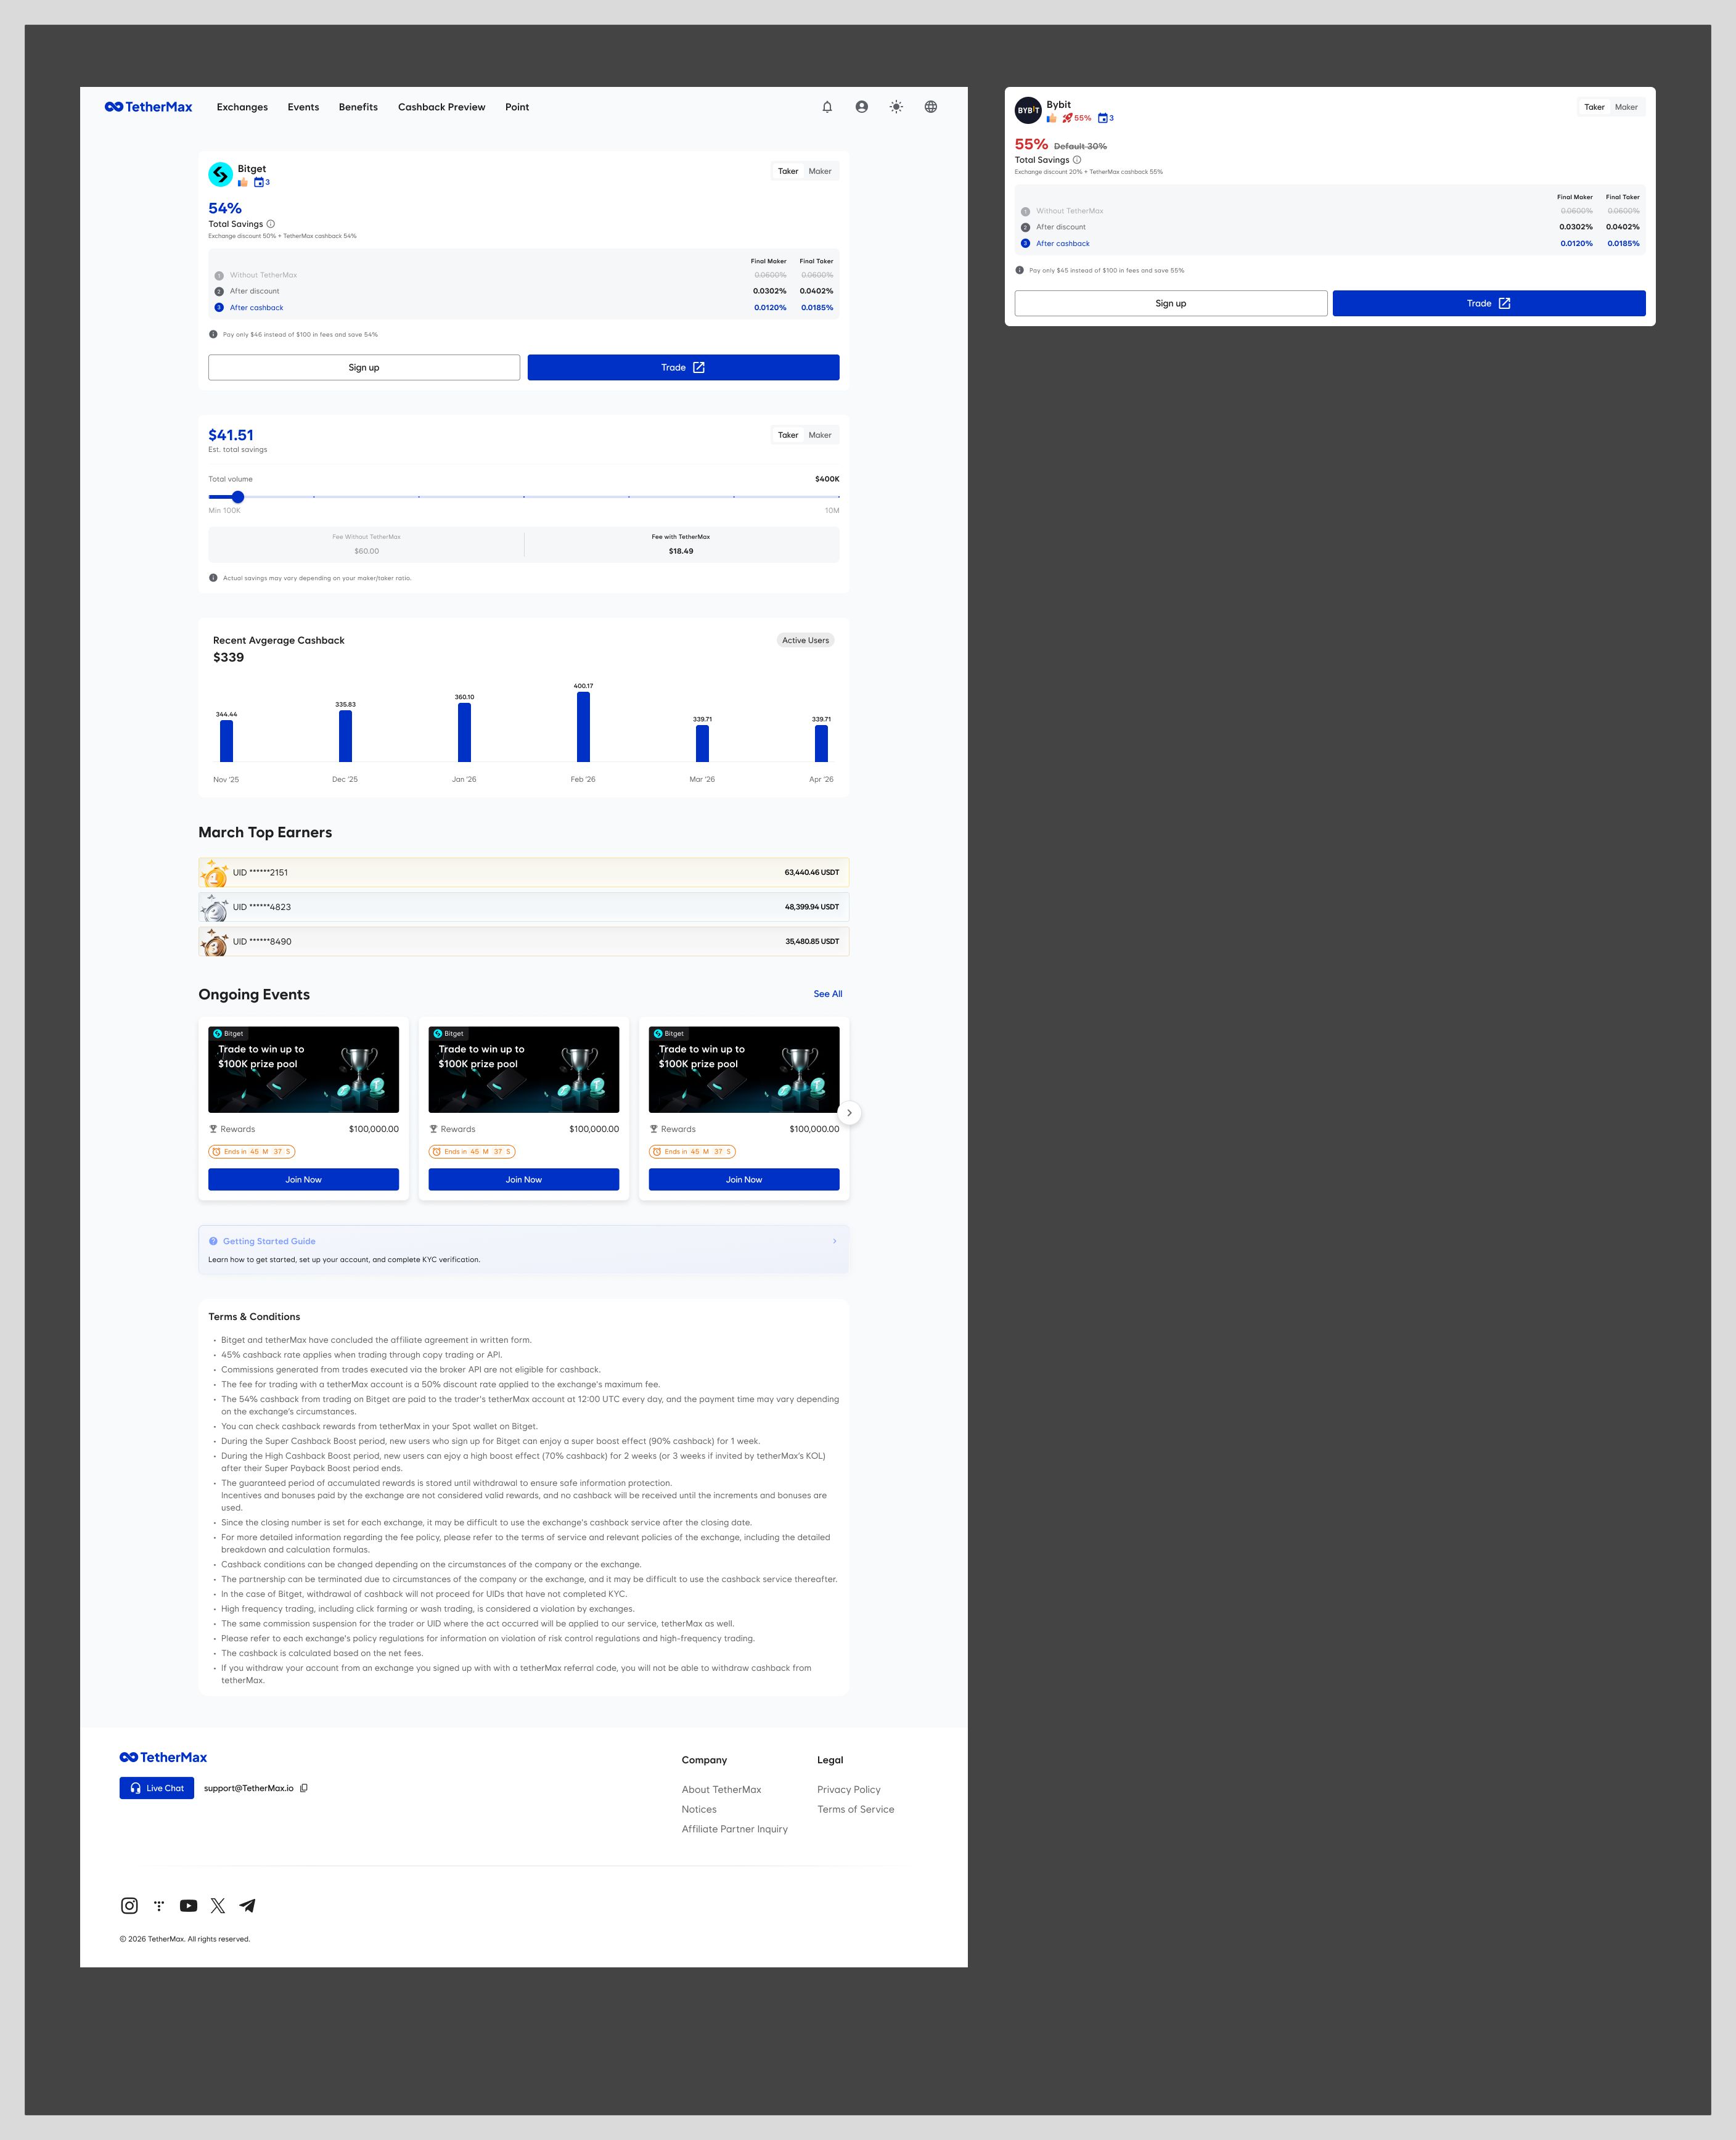 TetherMax
Exchanges
Events
Benefits
Cashback Preview
Point
Bitget
3
Taker
Maker
54%
Total Savings
Exchange discount 50% + TetherMax cashback 54%
Final Maker
Final Taker
1 Without TetherMax 0.0600% 0.0600%
2 After discount 0.0302% 0.0402%
3 After cashback 0.0120% 0.0185%
Pay only $46 instead of $100 in fees and save 54%
Sign up
Trade
$41.51
Est. total savings
Taker
Maker
Total volume
$400K
Min 100K
10M
Fee Without TetherMax
$60.00
Fee with TetherMax
$18.49
Actual savings may vary depending on your maker/taker ratio.
Recent Avgerage Cashback
$339
Active Users
344.44
335.83
360.10
400.17
339.71
339.71
Nov '25
Dec '25
Jan '26
Feb '26
Mar '26
Apr '26
March Top Earners
1 UID ******2151 63,440.46 USDT
2 UID ******4823 48,399.94 USDT
3 UID ******8490 35,480.85 USDT
Ongoing Events
See All
Bitget
Trade to win up to
$100K prize pool
Rewards $100,000.00
Ends in 45 M 37 S
Join Now
Bitget
Trade to win up to
$100K prize pool
Rewards $100,000.00
Ends in 45 M 37 S
Join Now
Bitget
Trade to win up to
$100K prize pool
Rewards $100,000.00
Ends in 45 M 37 S
Join Now
Getting Started Guide
Learn how to get started, set up your account, and complete KYC verification.
Terms & Conditions
• Bitget and tetherMax have concluded the affiliate agreement in written form.
• 45% cashback rate applies when trading through copy trading or API.
• Commissions generated from trades executed via the broker API are not eligible for cashback.
• The fee for trading with a tetherMax account is a 50% discount rate applied to the exchange's maximum fee.
• The 54% cashback from trading on Bitget are paid to the trader's tetherMax account at 12:00 UTC every day, and the payment time may vary depending
on the exchange's circumstances.
• You can check cashback rewards from tetherMax in your Spot wallet on Bitget.
• During the Super Cashback Boost period, new users who sign up for Bitget can enjoy a super boost effect (90% cashback) for 1 week.
• During the High Cashback Boost period, new users can enjoy a high boost effect (70% cashback) for 2 weeks (or 3 weeks if invited by tetherMax's KOL)
after their Super Payback Boost period ends.
• The guaranteed period of accumulated rewards is stored until withdrawal to ensure safe information protection.
Incentives and bonuses paid by the exchange are not considered valid rewards, and no cashback will be received until the increments and bonuses are
used.
• Since the closing number is set for each exchange, it may be difficult to use the exchange's cashback service after the closing date.
• For more detailed information regarding the fee policy, please refer to the terms of service and relevant policies of the exchange, including the detailed
breakdown and calculation formulas.
• Cashback conditions can be changed depending on the circumstances of the company or the exchange.
• The partnership can be terminated due to circumstances of the company or the exchange, and it may be difficult to use the cashback service thereafter.
• In the case of Bitget, withdrawal of cashback will not proceed for UIDs that have not completed KYC.
• High frequency trading, including click farming or wash trading, is considered a violation by exchanges.
• The same commission suspension for the trader or UID where the act occurred will be applied to our service, tetherMax as well.
• Please refer to each exchange's policy regulations for information on violation of risk control regulations and high-frequency trading.
• The cashback is calculated based on the net fees.
• If you withdraw your account from an exchange you signed up with with a tetherMax referral code, you will not be able to withdraw cashback from
tetherMax.
TetherMax
Live Chat
support@TetherMax.io
Company
About TetherMax
Notices
Affiliate Partner Inquiry
Legal
Privacy Policy
Terms of Service
© 2026 TetherMax. All rights reserved.
BYBIT
Bybit
55%
3
Taker
Maker
55% Default 30%
Total Savings
Exchange discount 20% + TetherMax cashback 55%
Final Maker
Final Taker
1 Without TetherMax 0.0600% 0.0600%
2 After discount 0.0302% 0.0402%
3 After cashback 0.0120% 0.0185%
Pay only $45 instead of $100 in fees and save 55%
Sign up
Trade